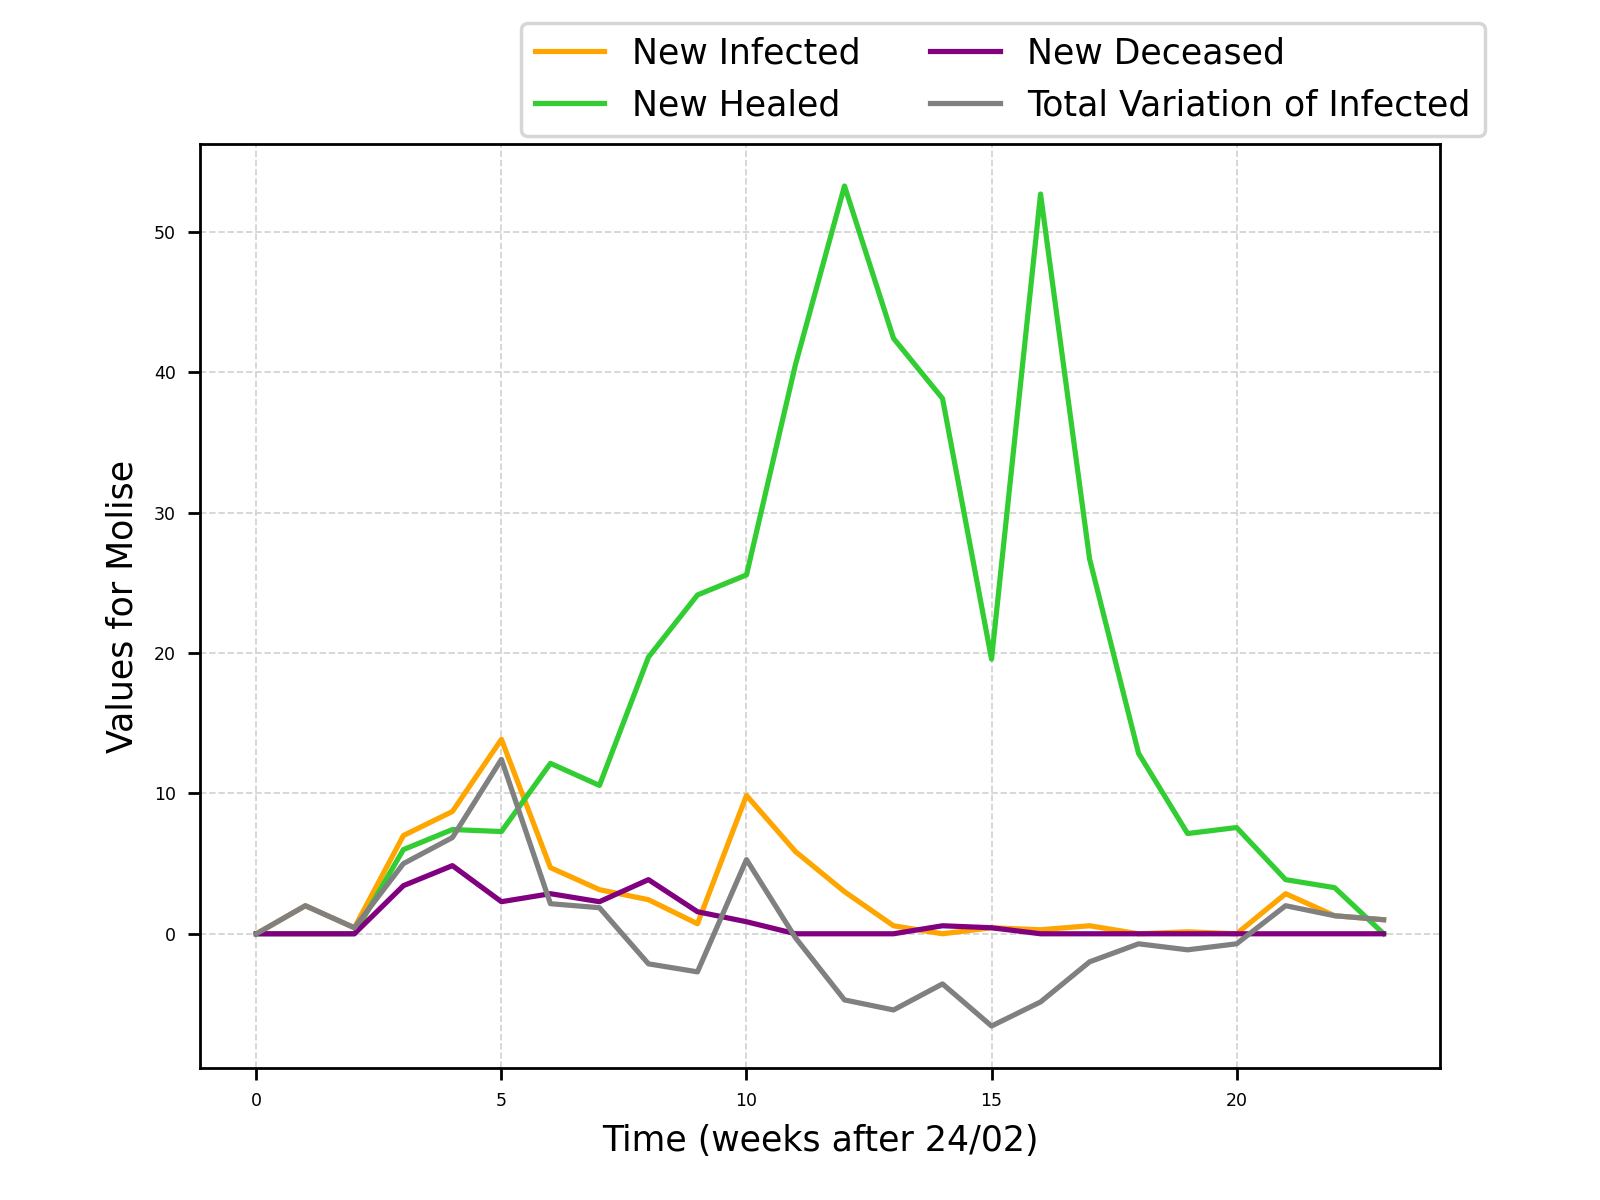 New Infected
New Healed
New Deceased
Total Variation of Infected
Values for Molise
50
40
30
20
10
0
0 5 10 15 20
Time (weeks after 24/02)